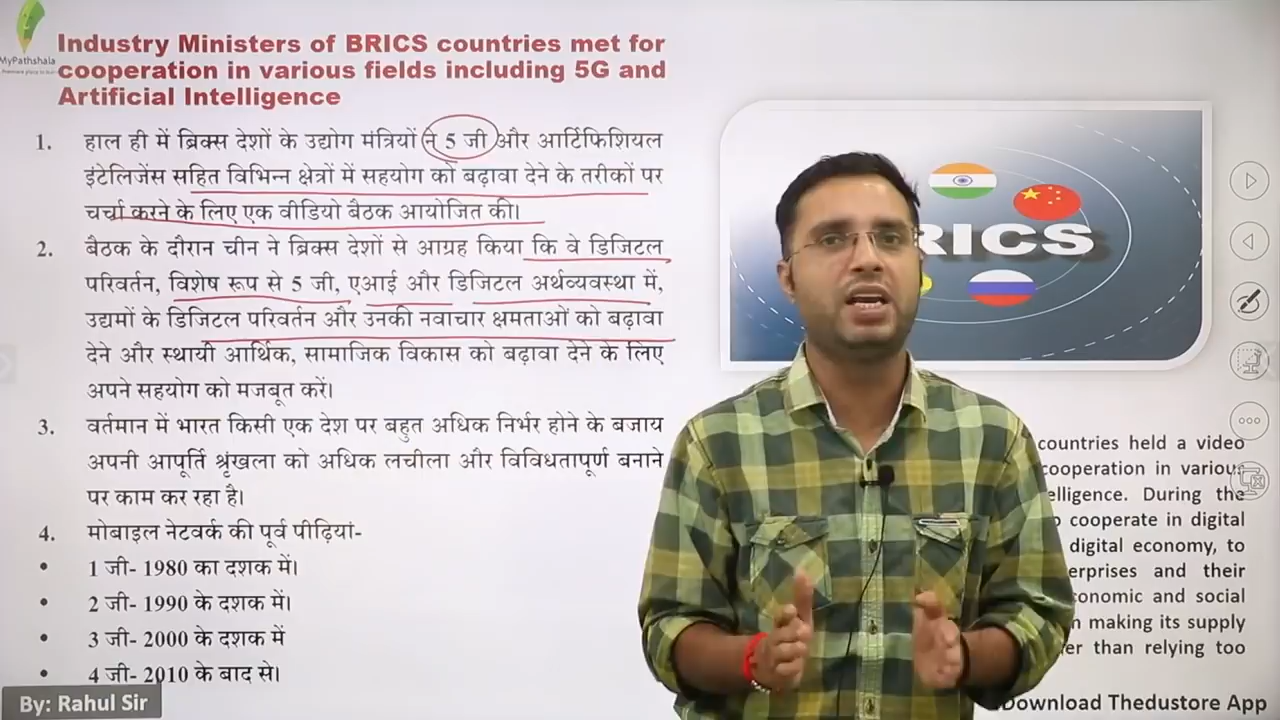 MyPathshala
Industry Ministers of BRICS countries met for
cooperation in various fields including 5G and
Artificial Intelligence
1. हाल ही में ब्रिक्स देशों के उद्योग मंत्रियों ने 5 जी और आर्टिफिशियल
इंटेलिजेंस सहित विभिन्न क्षेत्रों में सहयोग को बढ़ावा देने के तरीकों पर
चर्चा करने के लिए एक वीडियो बैठक आयोजित की।
2. बैठक के दौरान चीन ने ब्रिक्स देशों से आग्रह किया कि वे डिजिटल
परिवर्तन, विशेष रूप से 5 जी, एआई और डिजिटल अर्थव्यवस्था में,
उद्यमों के डिजिटल परिवर्तन और उनकी नवाचार क्षमताओं को बढ़ावा
देने और स्थायी आर्थिक, सामाजिक विकास को बढ़ावा देने के लिए
अपने सहयोग को मजबूत करें।
3. वर्तमान में भारत किसी एक देश पर बहुत अधिक निर्भर होने के बजाय
अपनी आपूर्ति श्रृंखला को अधिक लचीला और विविधतापूर्ण बनाने
पर काम कर रहा है।
4. मोबाइल नेटवर्क की पूर्व पीढ़ियां-
• 1 जी- 1980 का दशक में।
• 2 जी- 1990 के दशक में।
• 3 जी- 2000 के दशक में
• 4 जी- 2010 के बाद से।
By: Rahul Sir
RICS
countries held a video
cooperation in various
elligence. During the
o cooperate in digital
digital economy, to
erprises and their
conomic and social
n making its supply
er than relying too
Download Thedustore App